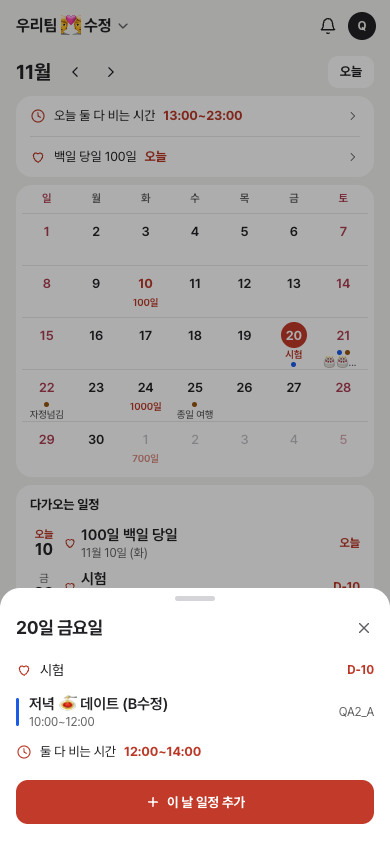 우리팀 💏 수정
Q
11월
오늘
오늘 둘 다 비는 시간 13:00~23:00
백일 당일 100일 오늘
일 월 화 수 목 금 토
1 2 3 4 5 6 7
8 9 10 11 12 13 14
100일
15 16 17 18 19 20 21
시험 🎂🎂...
22 23 24 25 26 27 28
자정넘김 1000일 종일 여행
29 30 1 2 3 4 5
700일
다가오는 일정
오늘
10
100일 백일 당일
11월 10일 (화)
오늘
금
시험
D-10
20일 금요일
시험 D-10
저녁 🍝 데이트 (B수정)
10:00~12:00
QA2_A
둘 다 비는 시간 12:00~14:00
+ 이 날 일정 추가